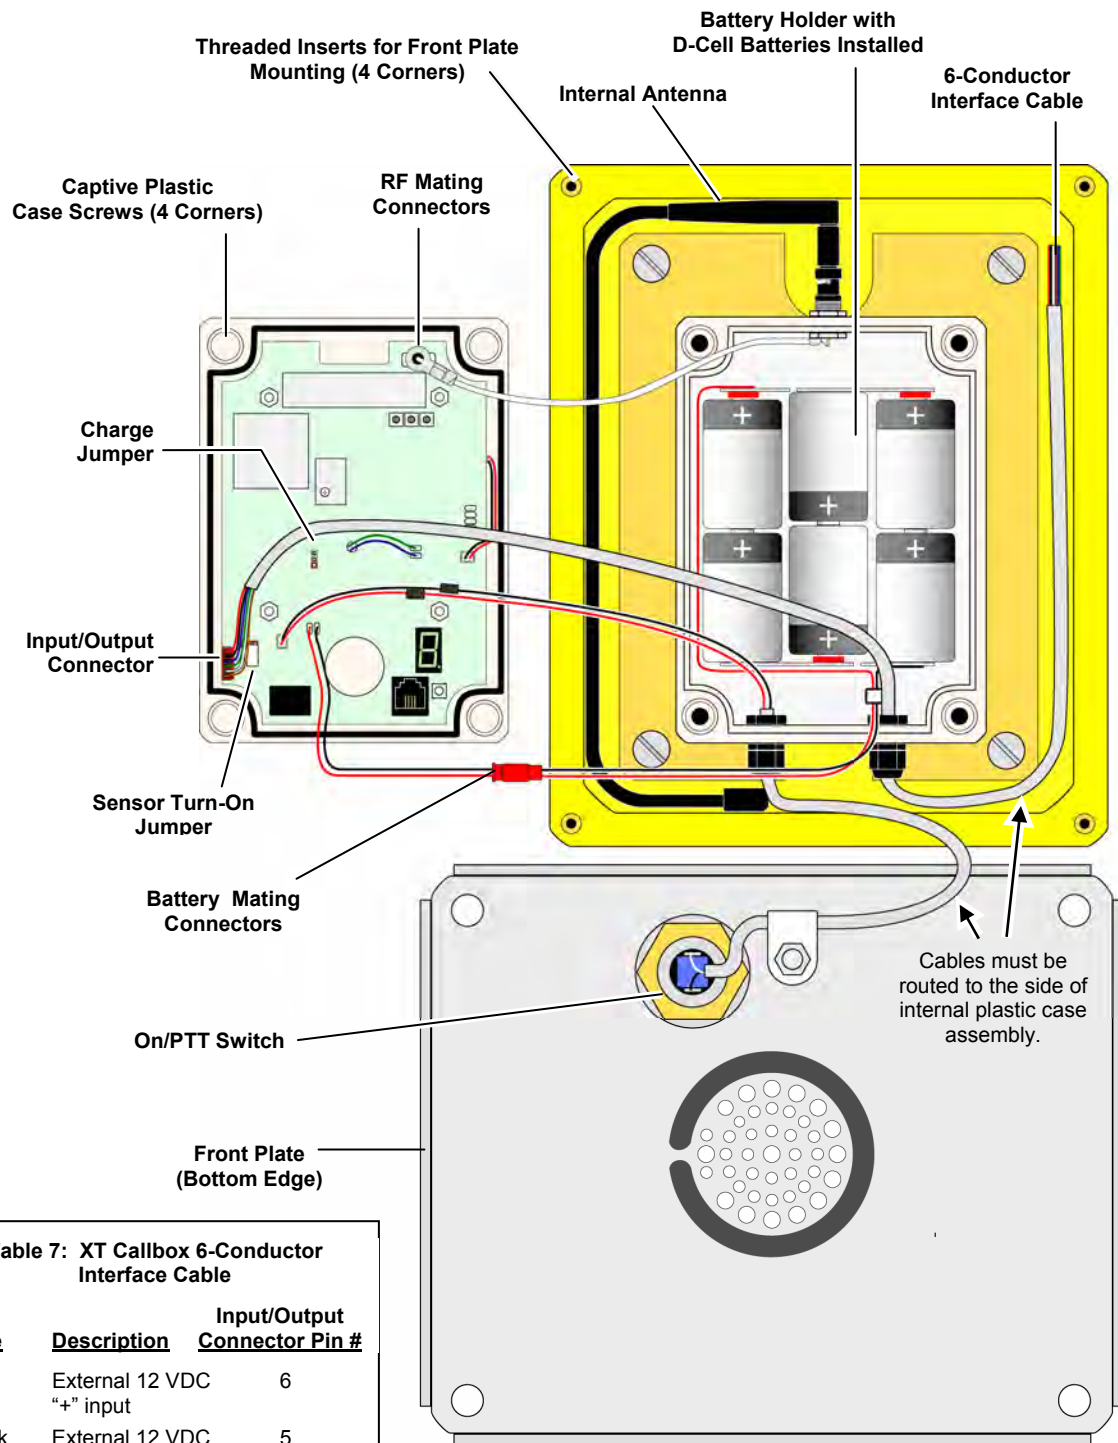 Battery Holder with
D-Cell Batteries Installed
Threaded Inserts for Front Plate
Mounting (4 Corners)
6-Conductor
Interface Cable
Internal Antenna
Captive Plastic
Case Screws (4 Corners)
RF Mating
Connectors
Charge
Jumper
Input/Output
Connector
Sensor Turn-On
Jumper
Battery Mating
Connectors
Cables must be
routed to the side of
internal plastic case
assembly.
On/PTT Switch
Front Plate
(Bottom Edge)
able 7: XT Callbox 6-Conductor
Interface Cable
Input/Output
Description Connector Pin #
External 12 VDC 6
“+” input
k External 12 VDC 5
+
+
+
+
+
+